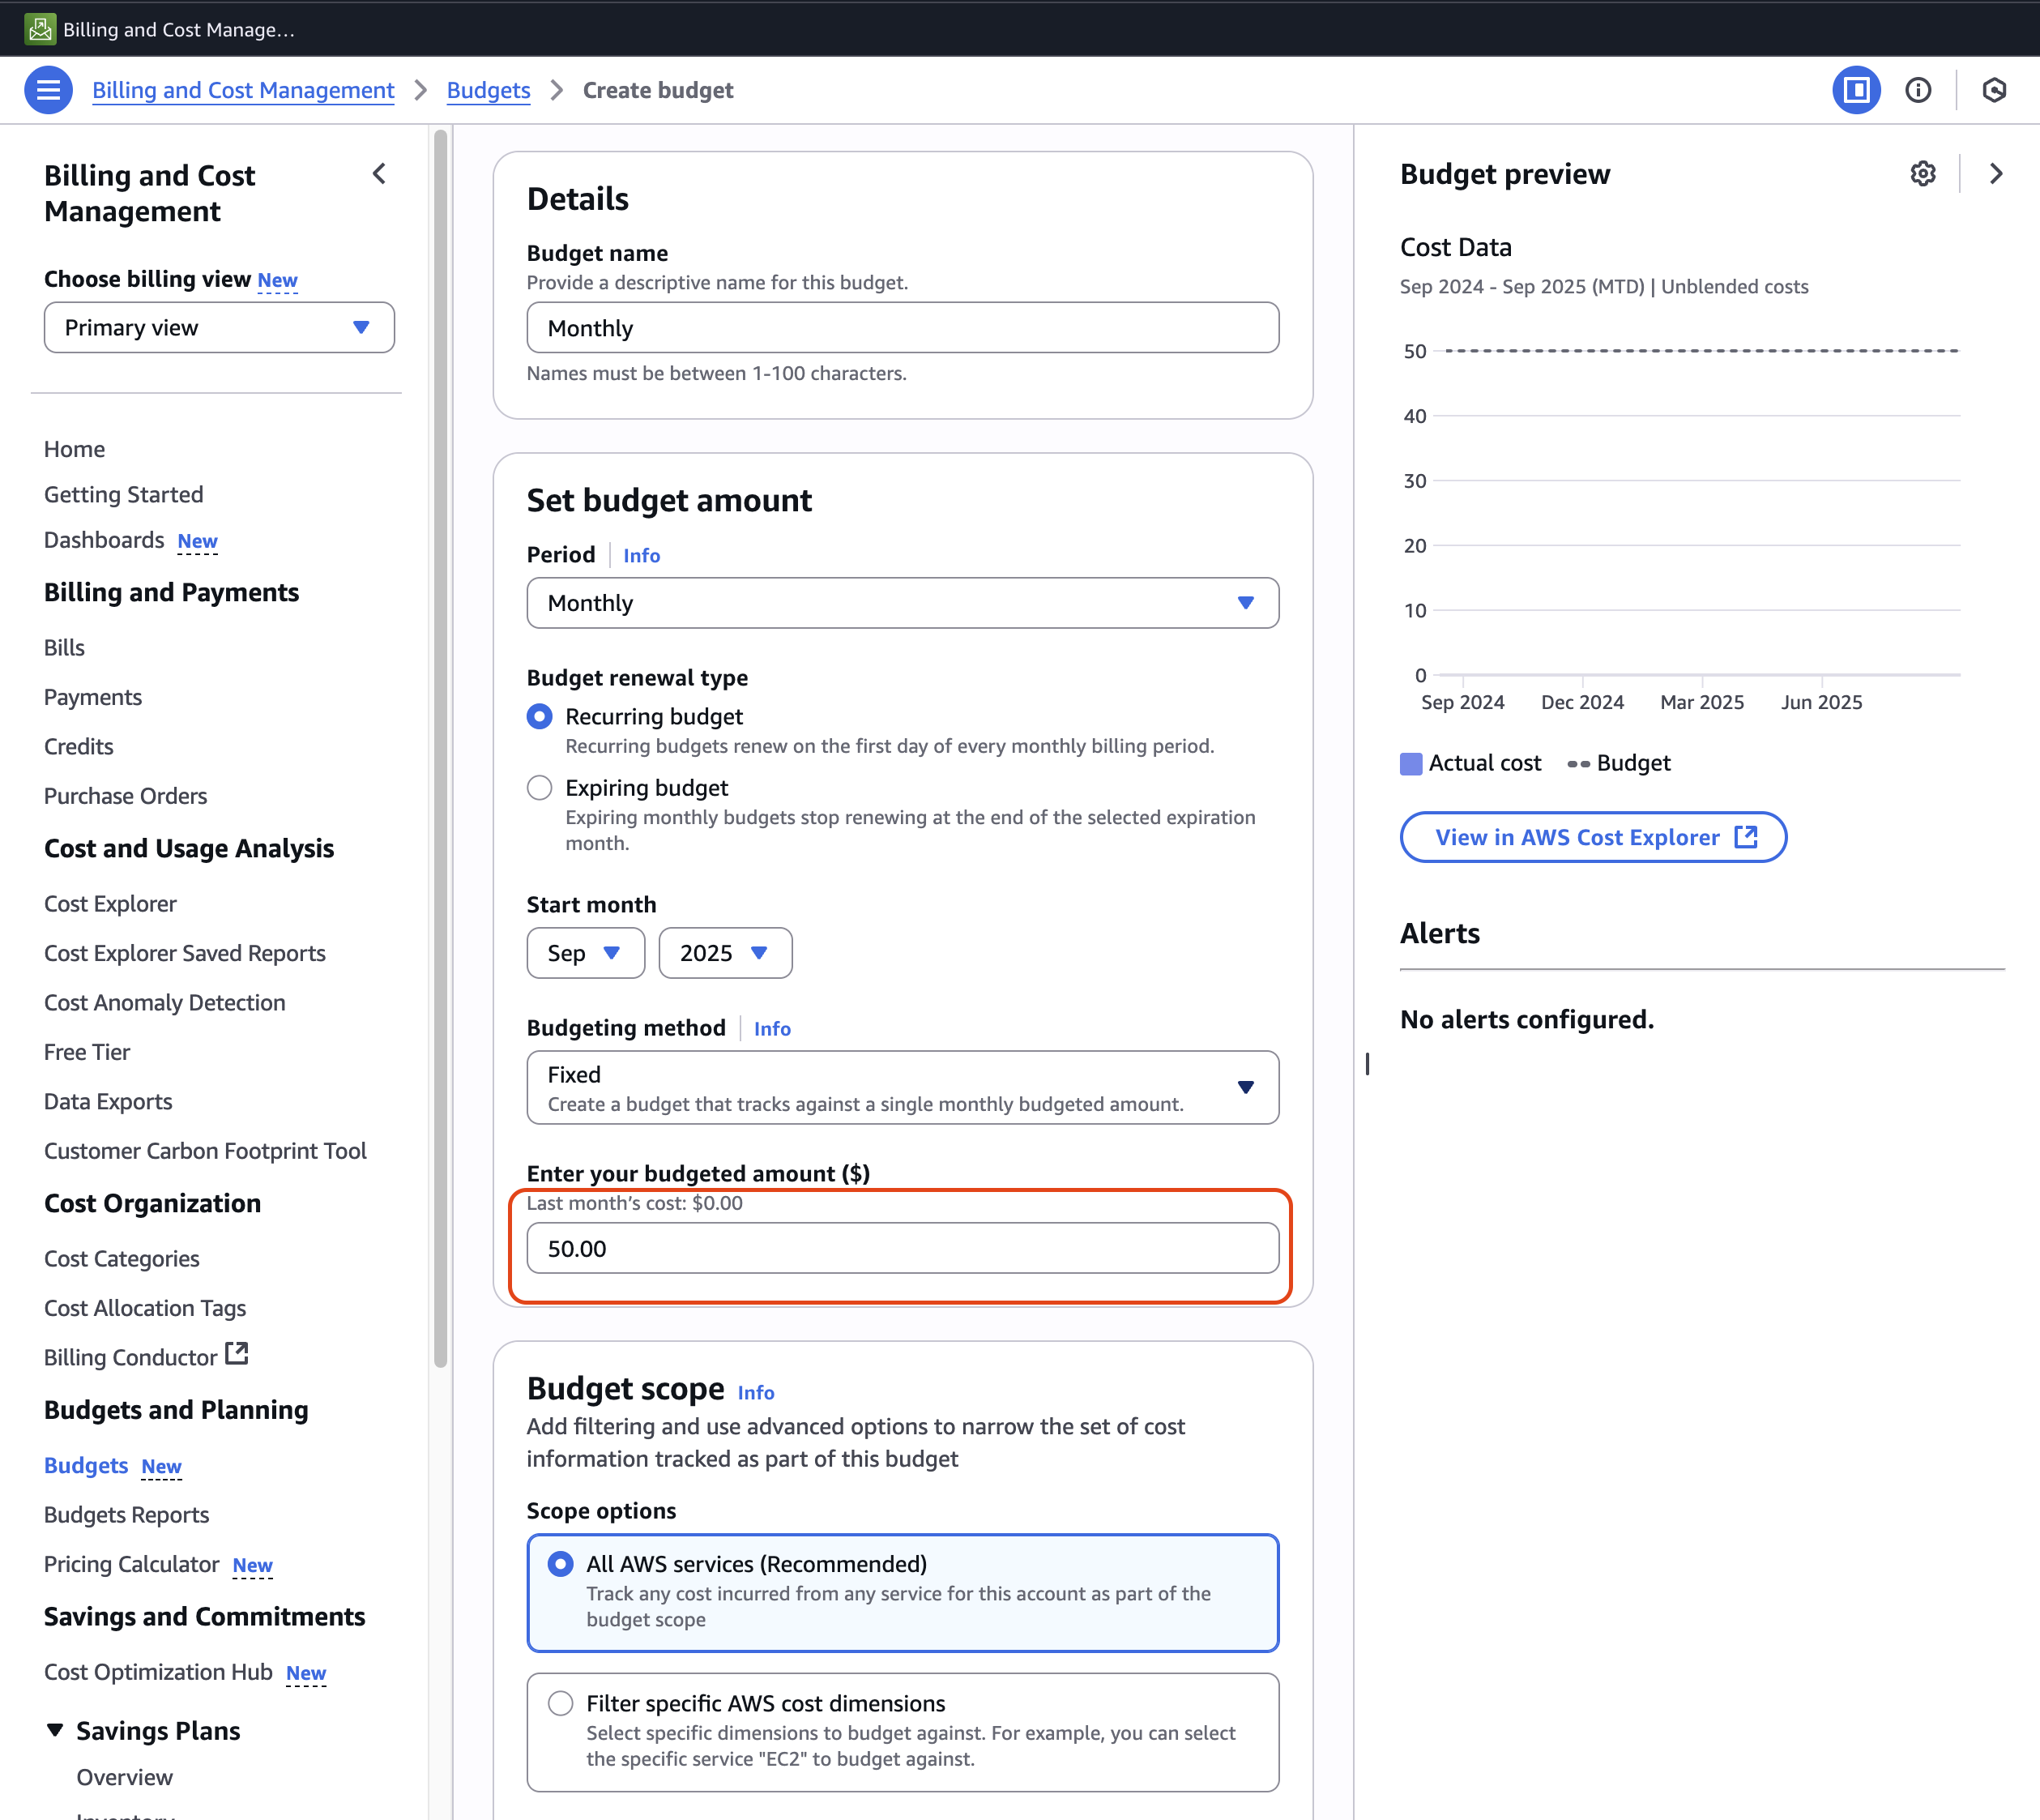 Billing and Cost Manage...
Billing and Cost Management
Budgets
Create budget
Billing and Cost
Management
Choose billing view New
Primary view
Home
Getting Started
Dashboards New
Billing and Payments
Bills
Payments
Credits
Purchase Orders
Cost and Usage Analysis
Cost Explorer
Cost Explorer Saved Reports
Cost Anomaly Detection
Free Tier
Data Exports
Customer Carbon Footprint Tool
Cost Organization
Cost Categories
Cost Allocation Tags
Billing Conductor
Budgets and Planning
Budgets New
Budgets Reports
Pricing Calculator New
Savings and Commitments
Cost Optimization Hub New
Savings Plans
Overview
Inventory
Details
Budget name
Provide a descriptive name for this budget.
Monthly
Names must be between 1-100 characters.
Set budget amount
Period Info
Monthly
Budget renewal type
Recurring budget
Recurring budgets renew on the first day of every monthly billing period.
Expiring budget
Expiring monthly budgets stop renewing at the end of the selected expiration
month.
Start month
Sep 2025
Budgeting method Info
Fixed
Create a budget that tracks against a single monthly budgeted amount.
Enter your budgeted amount ($)
Last month's cost: $0.00
50.00
Budget scope Info
Add filtering and use advanced options to narrow the set of cost
information tracked as part of this budget
Scope options
All AWS services (Recommended)
Track any cost incurred from any service for this account as part of the
budget scope
Filter specific AWS cost dimensions
Select specific dimensions to budget against. For example, you can select
the specific service "EC2" to budget against.
Budget preview
Cost Data
Sep 2024 - Sep 2025 (MTD) | Unblended costs
50
40
30
20
10
0
Sep 2024 Dec 2024 Mar 2025 Jun 2025
Actual cost Budget
View in AWS Cost Explorer
Alerts
No alerts configured.